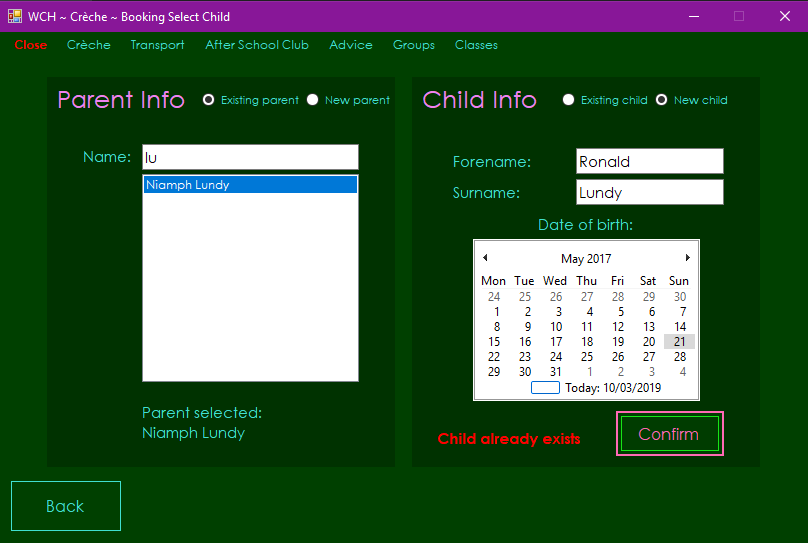 WCH ~ Crèche ~ Booking Select Child
Close Crèche Transport After School Club Advice Groups Classes
Parent Info Existing parent New parent
Name: lu
Niamph Lundy
Parent selected:
Niamph Lundy
Child Info Existing child New child
Forename: Ronald
Surname: Lundy
Date of birth:
May 2017
Mon Tue Wed Thu Fri Sat Sun
24 25 26 27 28 29 30
1 2 3 4 5 6 7
8 9 10 11 12 13 14
15 16 17 18 19 20 21
22 23 24 25 26 27 28
29 30 31 1 2 3 4
Today: 10/03/2019
Child already exists
Confirm
Back